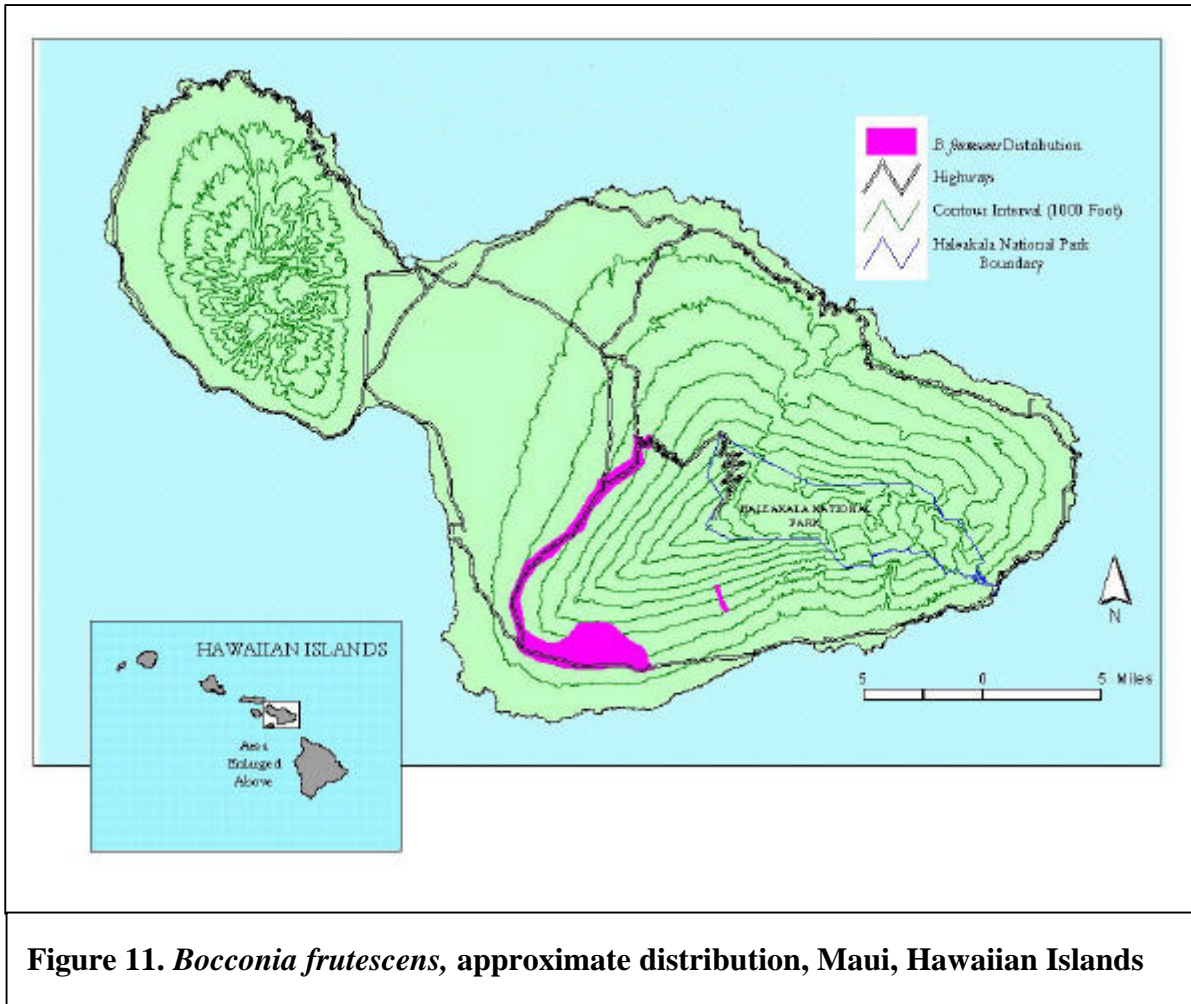 B. frutescens Distribution
Highways
Contour Interval (1000 Foot)
Haleakala National Park
Boundary
HALEAKALA NATIONAL
PARK
N
5 0 5 Miles
HAWAIIAN ISLANDS
Area
Enlarged
Above
Figure 11. Bocconia frutescens, approximate distribution, Maui, Hawaiian Islands